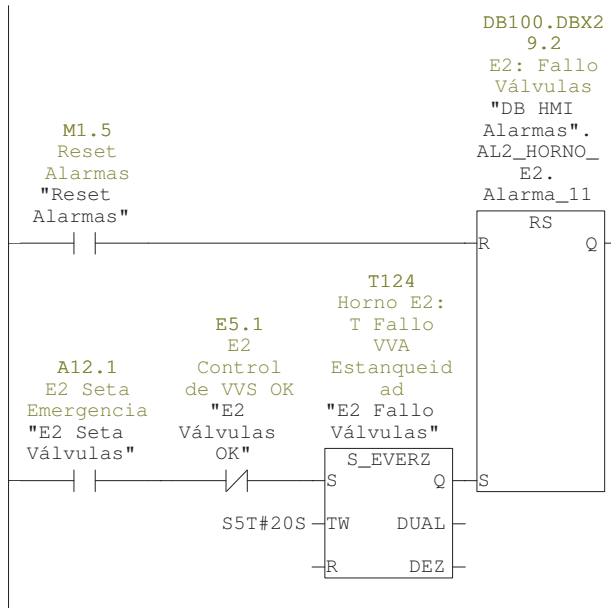 DB100.DBX2
9.2
E2: Fallo
Válvulas
"DB HMI
Alarmas".
AL2_HORNO_
E2.
Alarma_11
M1.5
Reset
Alarmas
"Reset
Alarmas"
RS
R Q
T124
Horno E2:
T Fallo
VVA
Estanqueid
ad
"E2 Fallo
Válvulas"
E5.1
E2
Control
de VVS OK
"E2
Válvulas
OK"
A12.1
E2 Seta
Emergencia
"E2 Seta
Válvulas"
S_EVERZ
S Q
S
S5T#20S TW DUAL
R DEZ